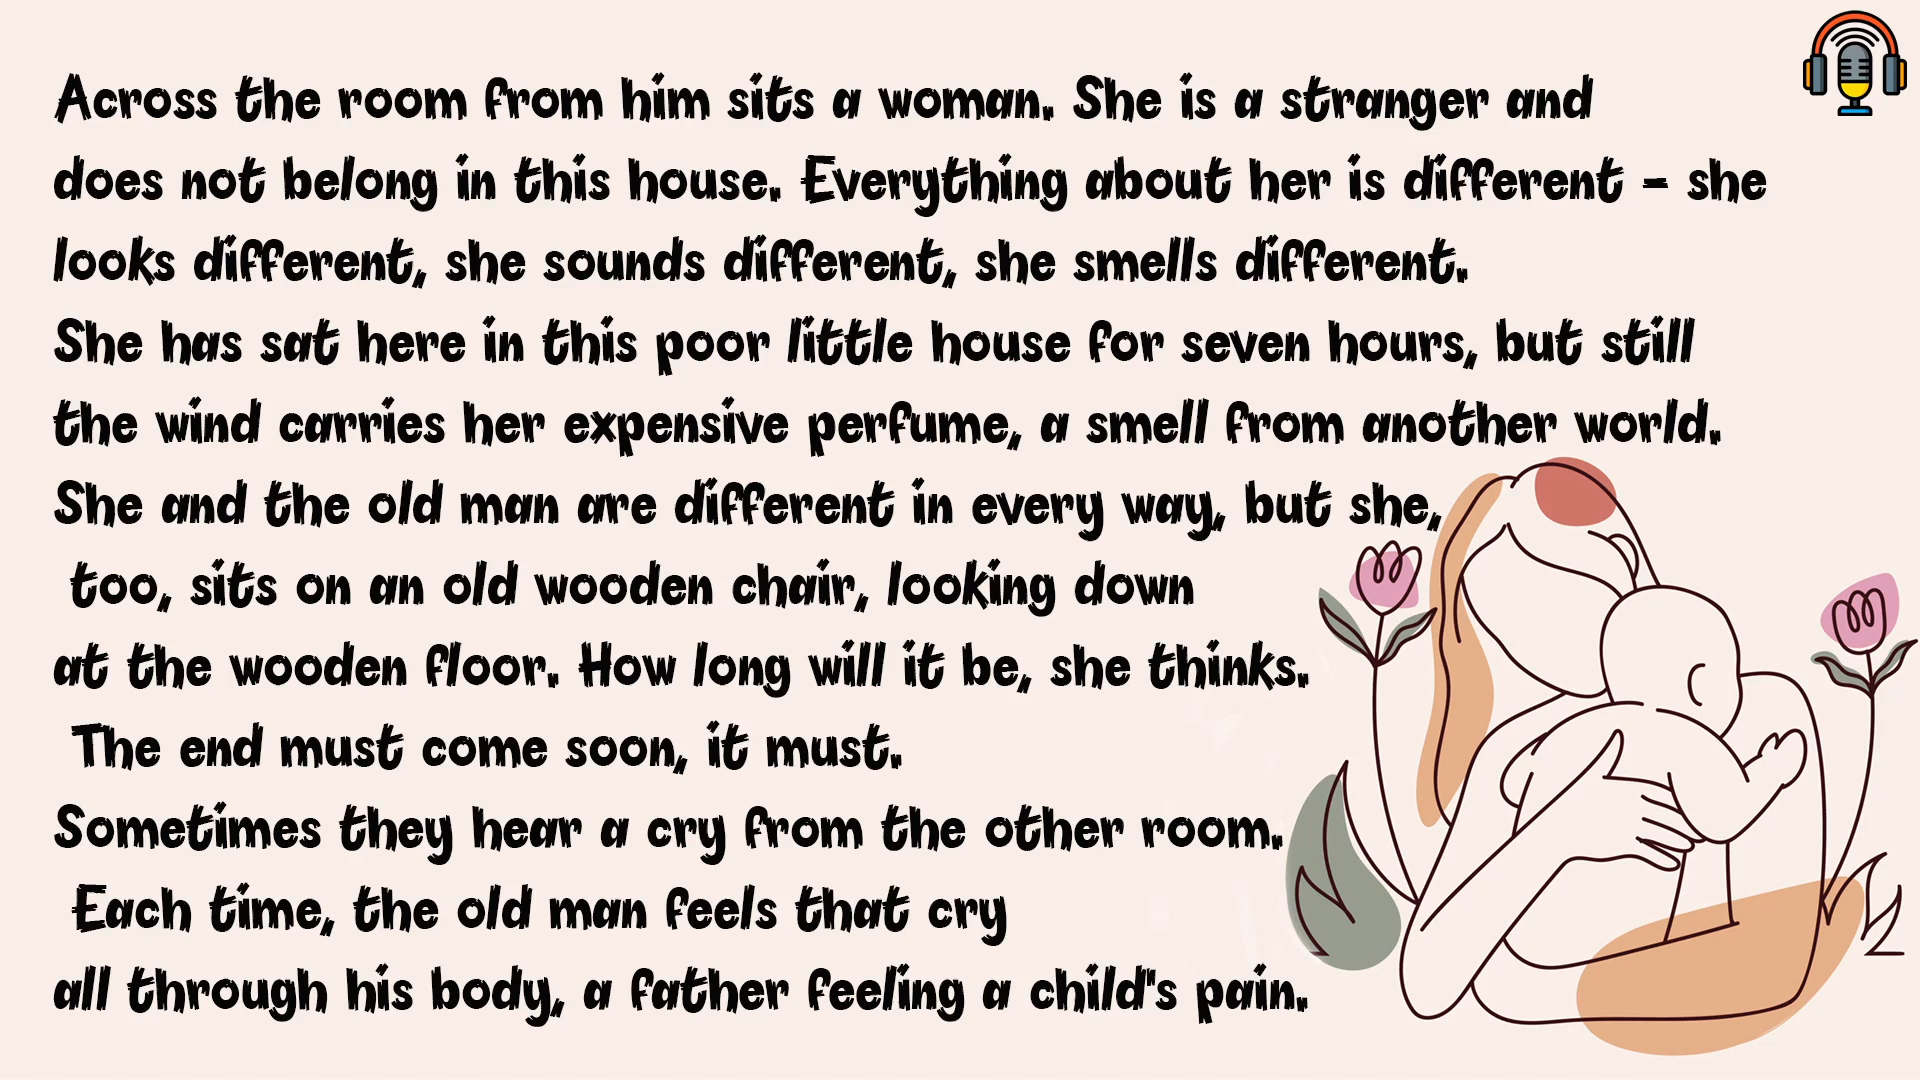 Across the room from him sits a woman. She is a stranger and
does not belong in this house. Everything about her is different - she
looks different, she sounds different, she smells different.
She has sat here in this poor little house for seven hours, but still
the wind carries her expensive perfume, a smell from another world.
She and the old man are different in every way, but she,
too, sits on an old wooden chair, looking down
at the wooden floor. How long will it be, she thinks.
The end must come soon, it must.
Sometimes they hear a cry from the other room.
Each time, the old man feels that cry
all through his body, a father feeling a child's pain.